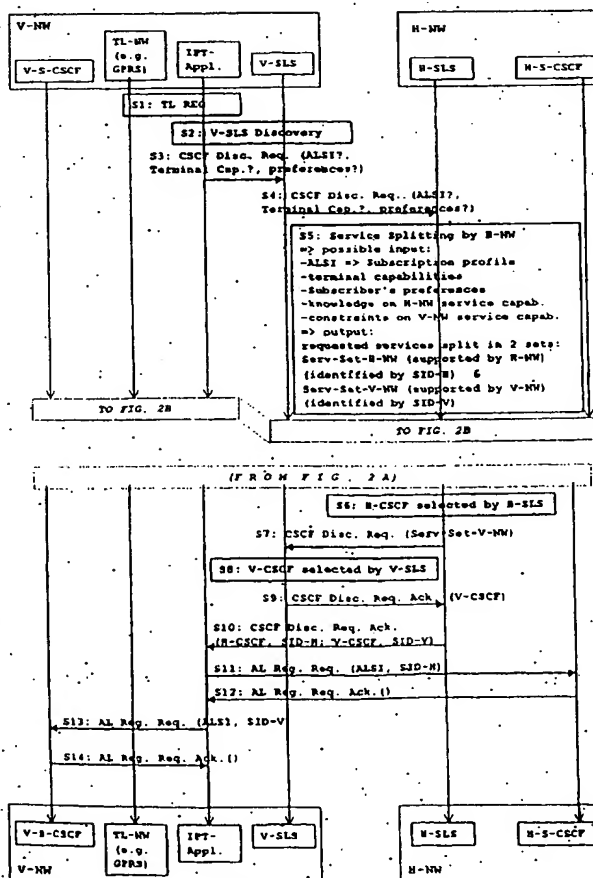 V-NW
H-NW
V-S-CSCF
TL-NW
(e.g.
GPRS)
IPT-
Appl.
V-SLS
H-SLS
H-S-CSCF
S1: TL REG
S2: V-SLS Discovery
S3: CSCF Disc. Req. (ALSI?,
Terminal Cap.?, preferences?)
S4: CSCF Disc. Req. (ALSI?,
Terminal Cap.?, preferences?)
S5: Service Splitting by H-NW
=> possible input:
-ALSI => Subscription profile
-terminal capabilities
-Subscriber's preferences
-knowledge on H-NW service capab.
-constraints on V-NW service capab.
=> output:
requested services split in 2 sets:
Serv-Set-H-NW (supported by H-NW)
(identified by SID-H) &
Serv-Set-V-NW (supported by V-NW)
(identified by SID-V)
TO FIG. 2B
TO FIG. 2B
(FROM FIG. 2A)
S6: H-CSCF selected by H-SLS
S7: CSCF Disc. Req. (Serv-Set-V-NW)
S8: V-CSCF selected by V-SLS
S9: CSCF Disc. Req. Ack. (V-CSCF)
S10: CSCF Disc. Req. Ack.
(H-CSCF, SID-H; V-CSCF, SID-V)
S11: AL Reg. Req. (ALSI, SID-H)
S12: AL Reg. Req. Ack.()
S13: AL Reg. Req. (ALSI, SID-V
S14: AL Reg. Req. Ack.()
V-S-CSCF
TL-NW
(e.g.
GPRS)
IPT-
Appl.
V-SLS
H-SLS
H-S-CSCF
V-NW
H-NW